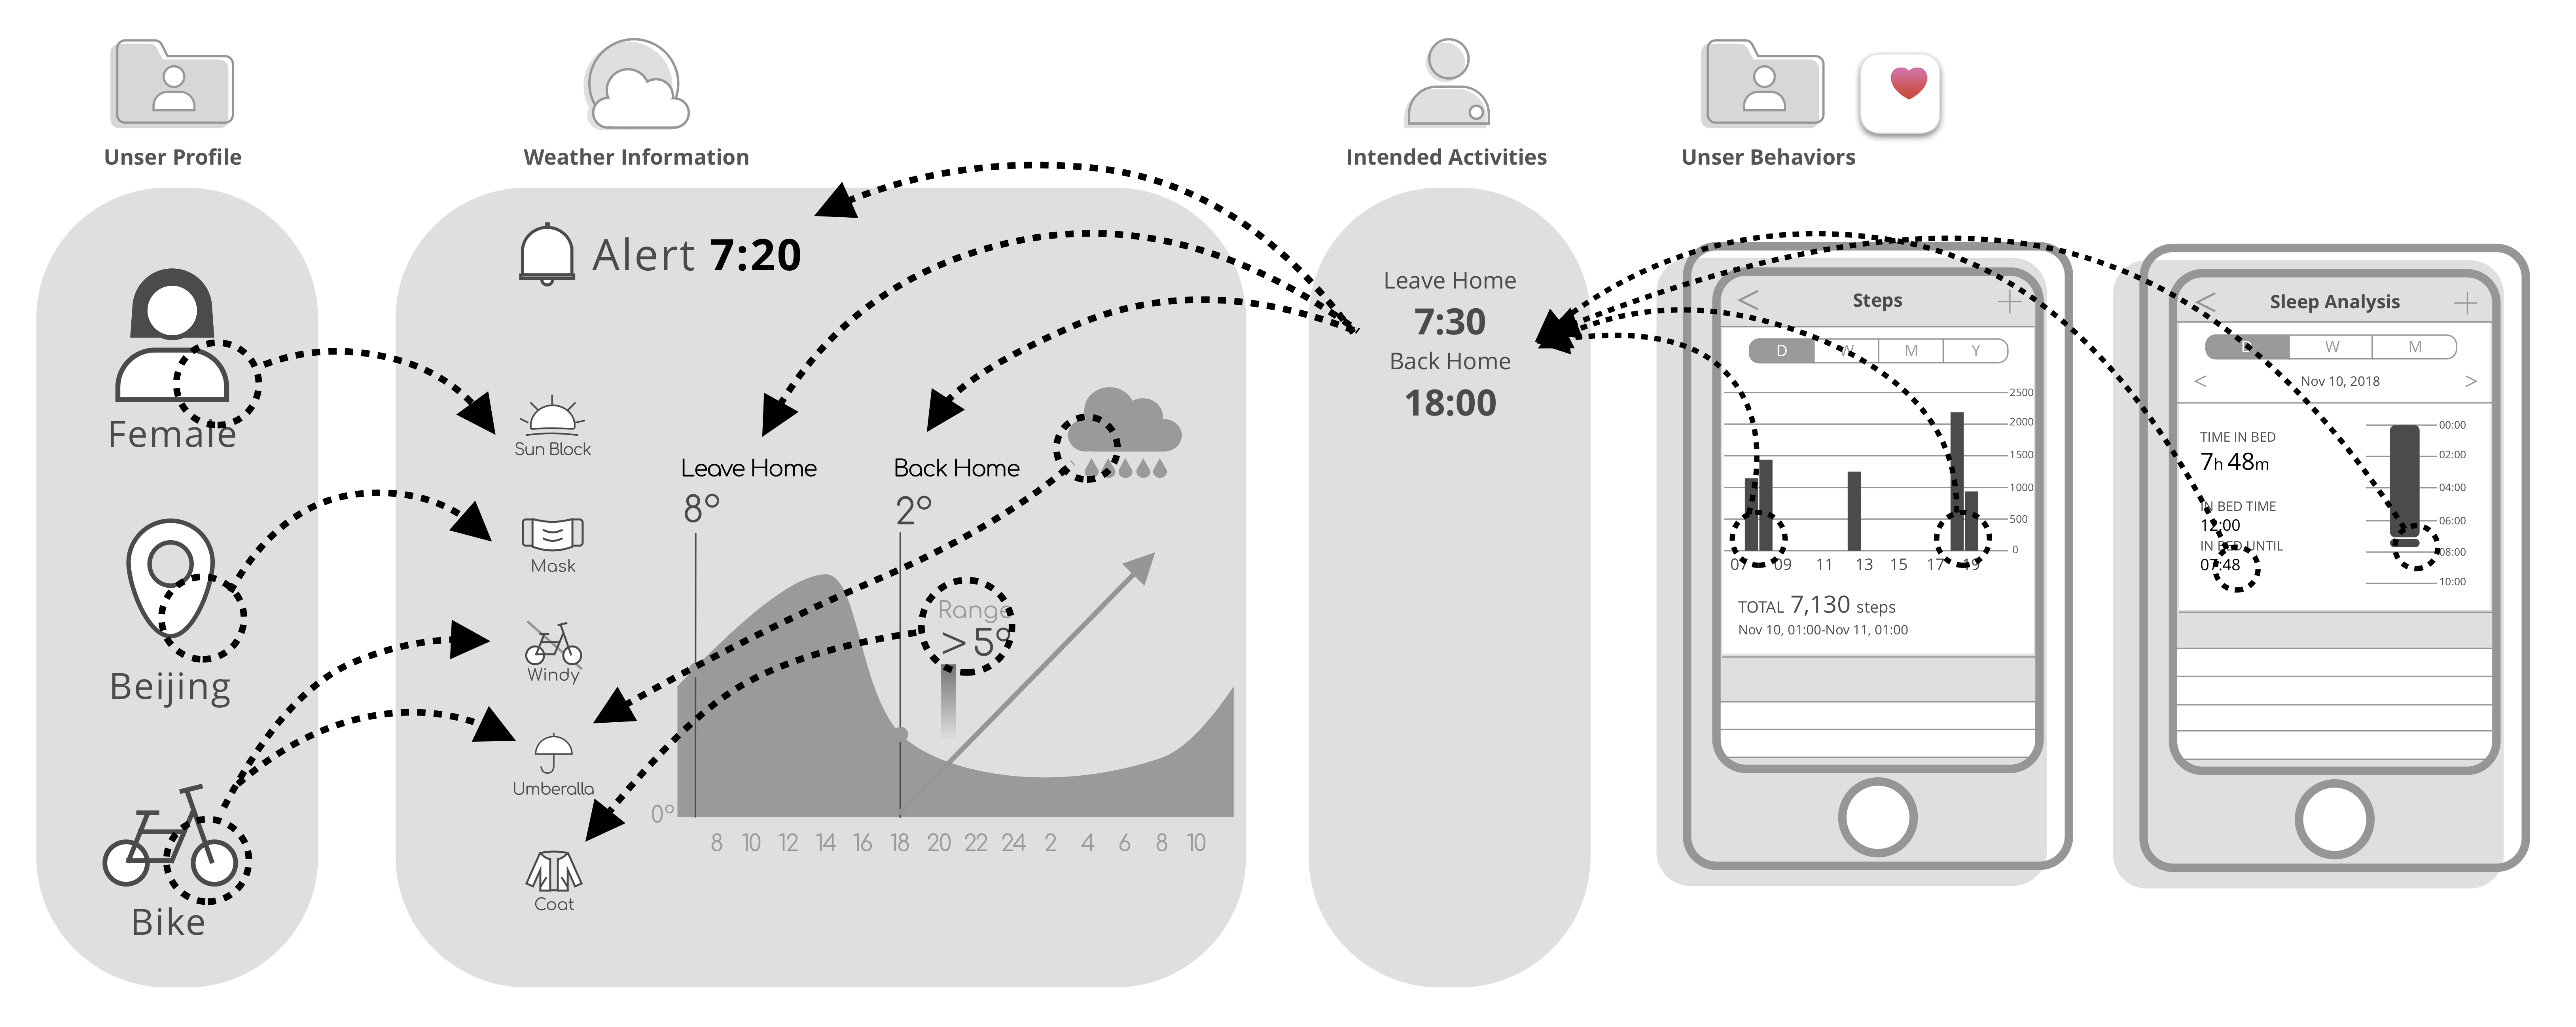 Unser Profile
Weather Information
Intended Activities
Unser Behaviors
Female
Beijing
Bike
Alert 7:20
Sun Block
Mask
Windy
Umberalla
Coat
Leave Home
8°
Back Home
2°
Range
>5°
0°
8 10 12 14 16 18 20 22 24 2 4 6 8 10
Leave Home
7:30
Back Home
18:00
< Steps +
D W M Y
2500
2000
1500
1000
500
0
07 09 11 13 15 17 19
TOTAL 7,130 steps
Nov 10, 01:00-Nov 11, 01:00
< Sleep Analysis +
D W M
< Nov 10, 2018 >
TIME IN BED
7h 48m
IN BED TIME
12:00
IN BED UNTIL
07:48
00:00
02:00
04:00
06:00
08:00
10:00